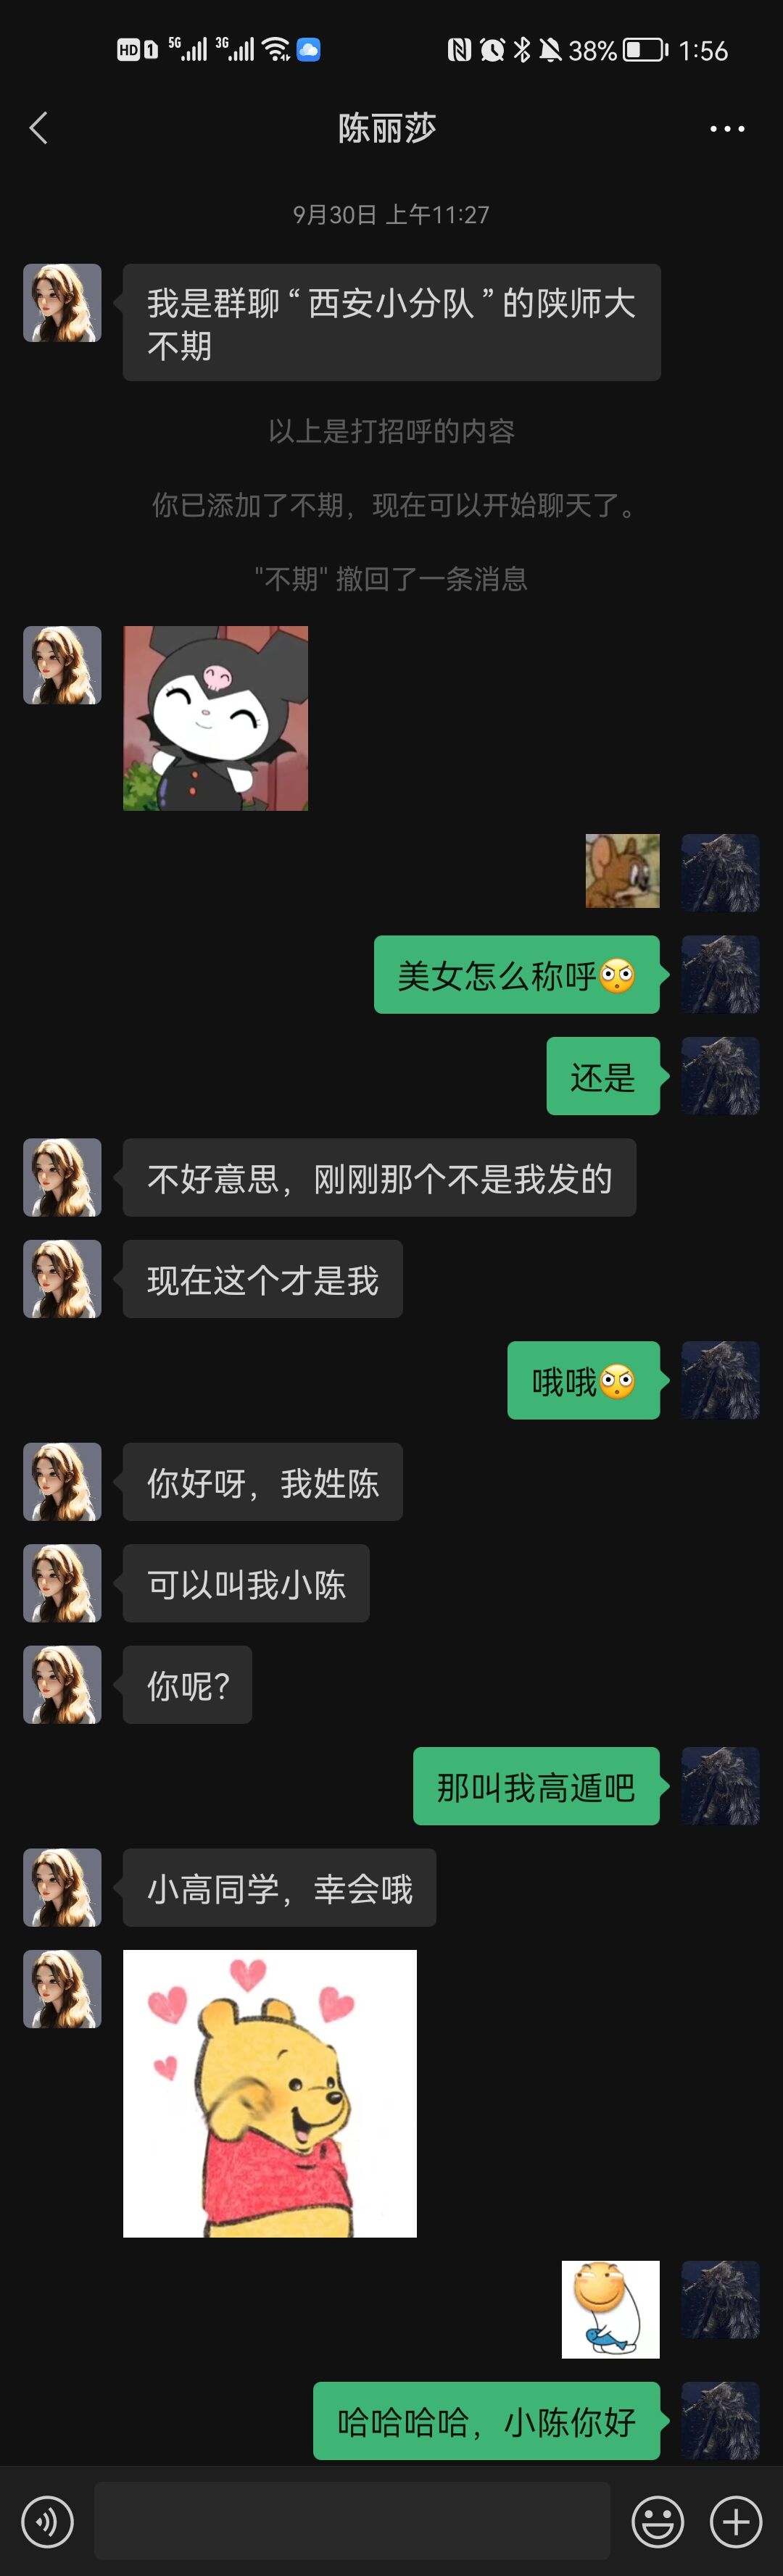 HD 1 5G 3G 38% 1:56
陈丽莎
9月30日 上午11:27
我是群聊“西安小分队”的陕师大
不期
以上是打招呼的内容
你已添加了不期，现在可以开始聊天了。
"不期" 撤回了一条消息
美女怎么称呼
还是
不好意思，刚刚那个不是我发的
现在这个才是我
哦哦
你好呀，我姓陈
可以叫我小陈
你呢?
那叫我高遁吧
小高同学，幸会哦
哈哈哈哈，小陈你好